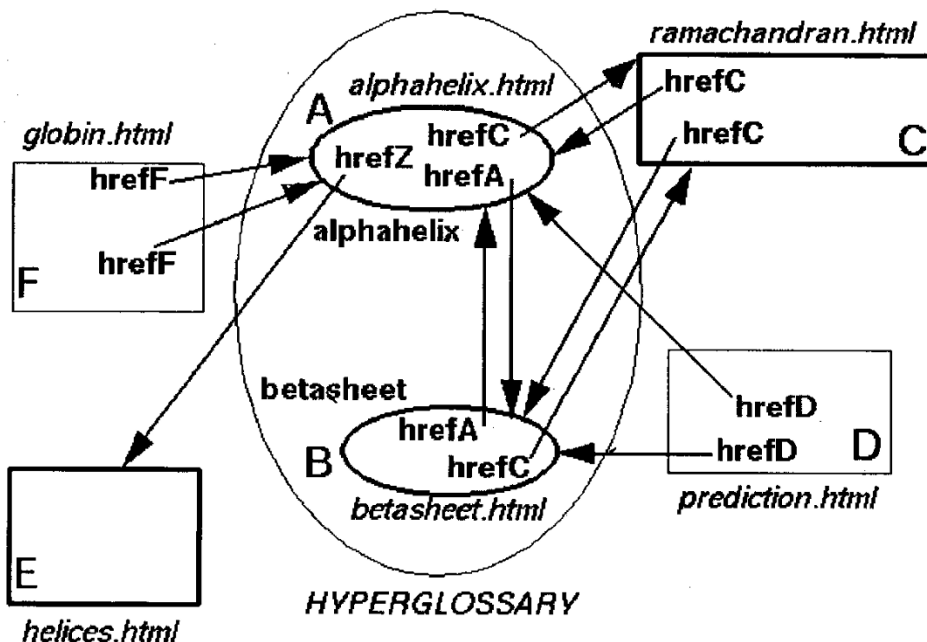 ramachandran.html
hrefC
hrefC
C
alphahelix.html
A
hrefC
hrefZ
hrefA
alphahelix
globin.html
hrefF
hrefF
F
betasheet
hrefA
B
hrefC
betasheet.html
hrefD
hrefD
D
prediction.html
E
helices.html
HYPERGLOSSARY